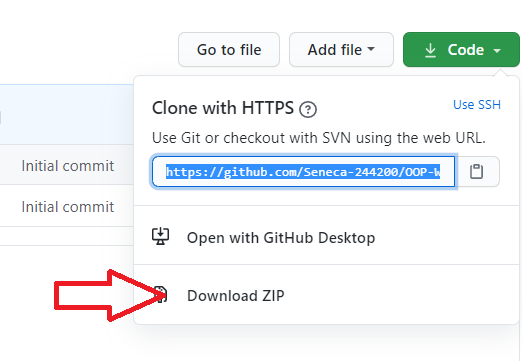 Go to file
Add file
Code
Clone with HTTPS
Use SSH
Use Git or checkout with SVN using the web URL.
https://github.com/Seneca-244200/OOP-W
Initial commit
Initial commit
Open with GitHub Desktop
Download ZIP